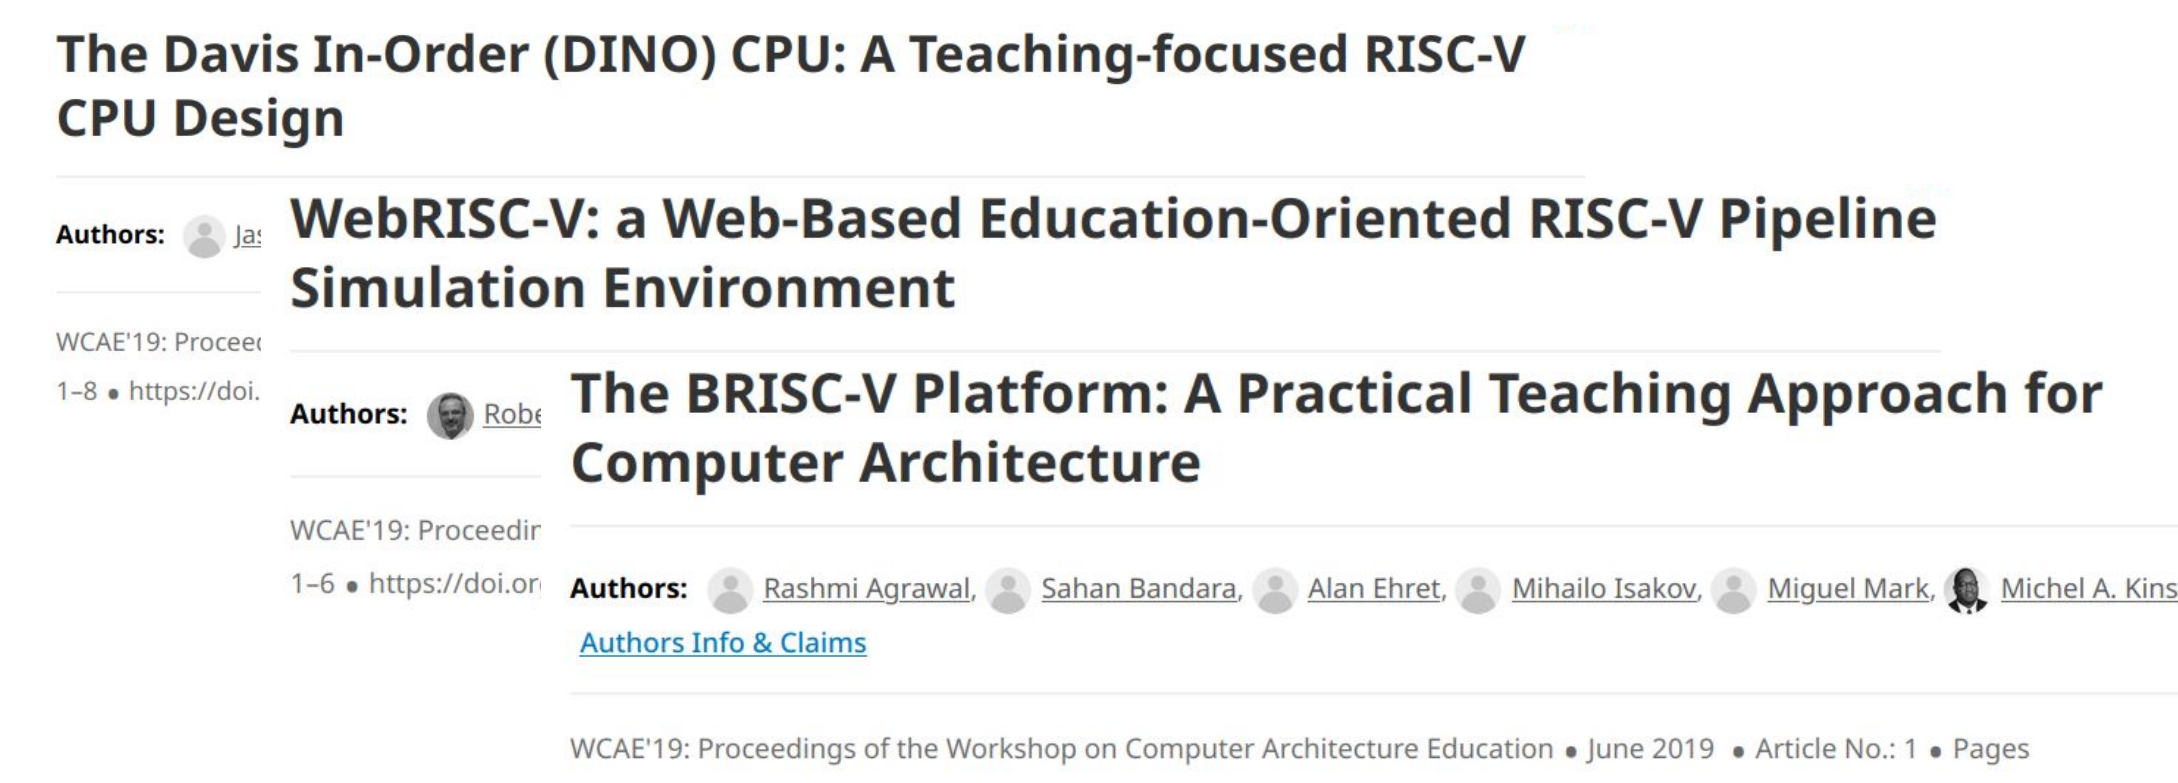 The Davis In-Order (DINO) CPU: A Teaching-focused RISC-V
CPU Design
Authors:
WCAE'19:
1–8 • https://doi.
WebRISC-V: a Web-Based Education-Oriented RISC-V Pipeline
Simulation Environment
Authors:
WCAE'19:
1–6 • https://doi.or
The BRISC-V Platform: A Practical Teaching Approach for
Computer Architecture
Authors: Rashmi Agrawal, Sahan Bandara, Alan Ehret, Mihailo Isakov, Miguel Mark, Michel A. Kins
Authors Info & Claims
WCAE'19: Proceedings of the Workshop on Computer Architecture Education • June 2019 • Article No.: 1 • Pages